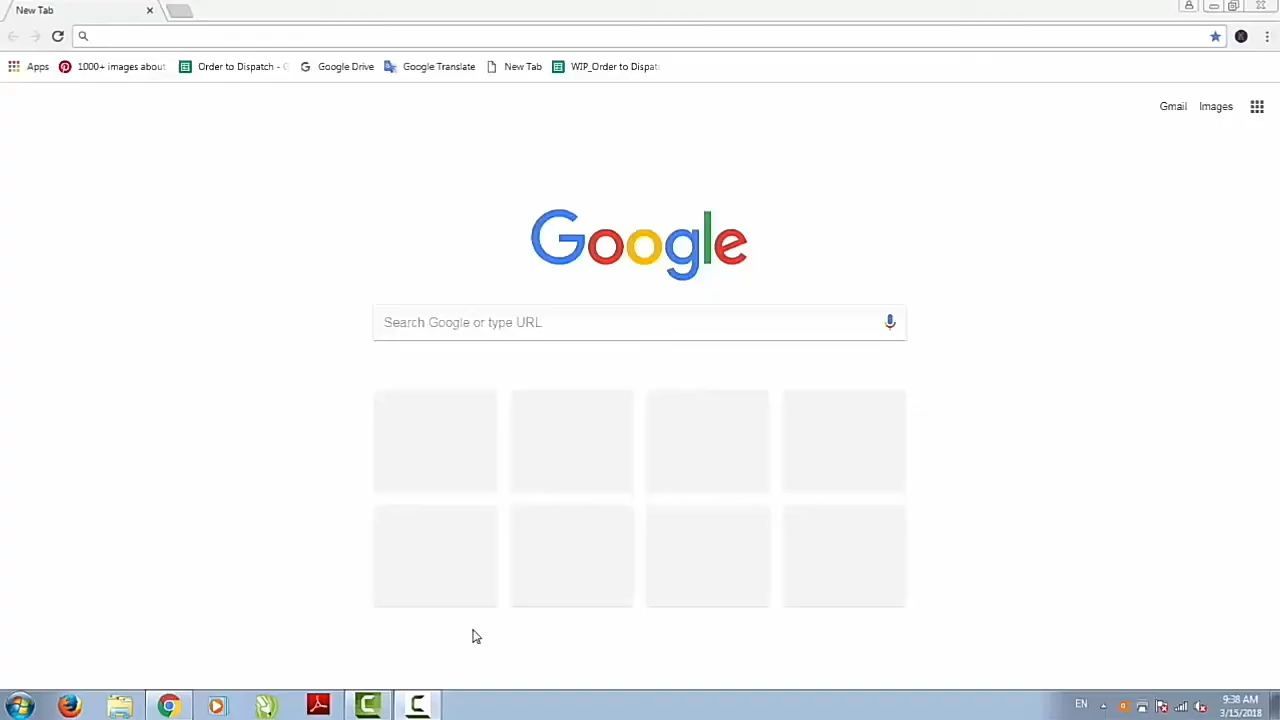 New Tab
Apps 1000+ images about Order to Dispatch - G Google Drive Google Translate New Tab WIP_Order to Dispat
Gmail Images
Google
Search Google or type URL
EN 9:38 AM
3/15/2018